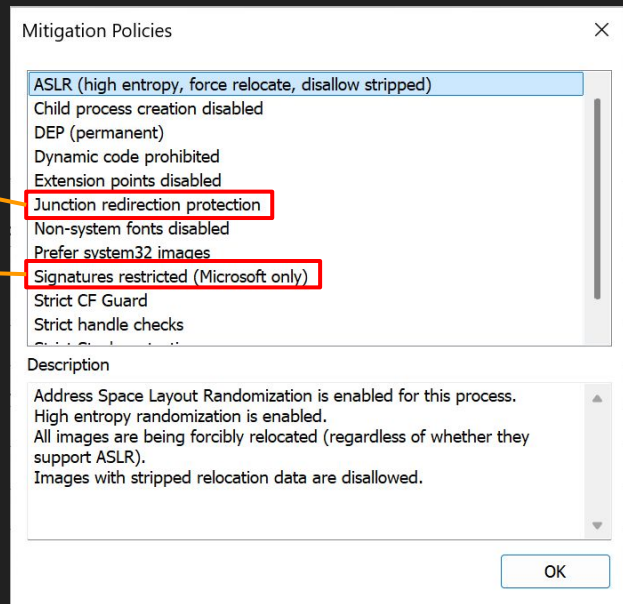 Mitigation Policies
ASLR (high entropy, force relocate, disallow stripped)
Child process creation disabled
DEP (permanent)
Dynamic code prohibited
Extension points disabled
Junction redirection protection
Non-system fonts disabled
Prefer system32 images
Signatures restricted (Microsoft only)
Strict CF Guard
Strict handle checks
Description
Address Space Layout Randomization is enabled for this process.
High entropy randomization is enabled.
All images are being forcibly relocated (regardless of whether they
support ASLR).
Images with stripped relocation data are disallowed.
OK